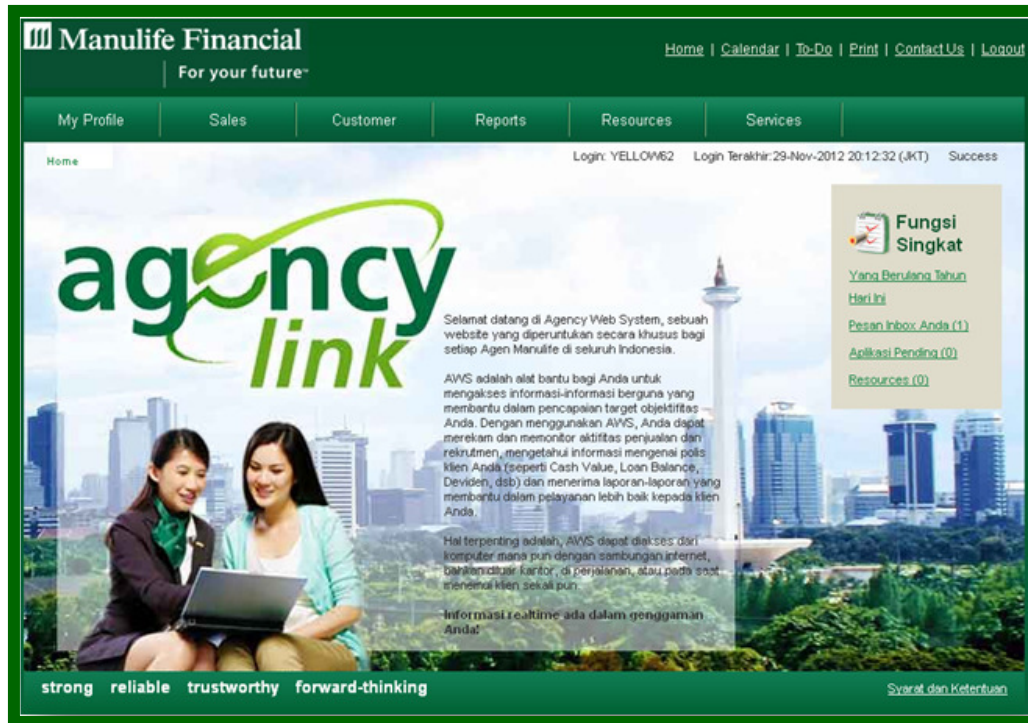 Manulife Financial
For your future™
Home | Calendar | To-Do | Print | Contact Us | Logout
My Profile Sales Customer Reports Resources Services
Home
Login: YELLOW62 Login Terakhir:29-Nov-2012 20:12:32 (JKT) Success
agency
link
Fungsi
Singkat
Yang Berulang Tahun
Hari Ini
Pesan Inbox Anda (1)
Aplikasi Pending (0)
Resources (0)
Selamat datang di Agency Web System, sebuah
website yang diperuntukan secara khusus bagi
setiap Agen Manulife di seluruh Indonesia.
AWS adalah alat bantu bagi Anda untuk
mengakses informasi-informasi berguna yang
membantu dalam pencapaian target objektifitas
Anda. Dengan menggunakan AWS, Anda dapat
merekam dan memonitor aktifitas penjualan dan
rekrutmen, mengetahui informasi mengenai polis
klien Anda (seperti Cash Value, Loan Balance,
Deviden, dsb) dan menerima laporan-laporan yang
membantu dalam pelayanan lebih baik kepada klien
Anda.
Hal terpenting adalah, AWS dapat diakses dari
komputer mana pun dengan sambungan internet,
bahkan diluar kantor, di perjalanan, atau pada saat
menemui klien sekali pun
Informasi realtime ada dalam genggaman
Anda!
strong reliable trustworthy forward-thinking
Syarat dan Ketentuan